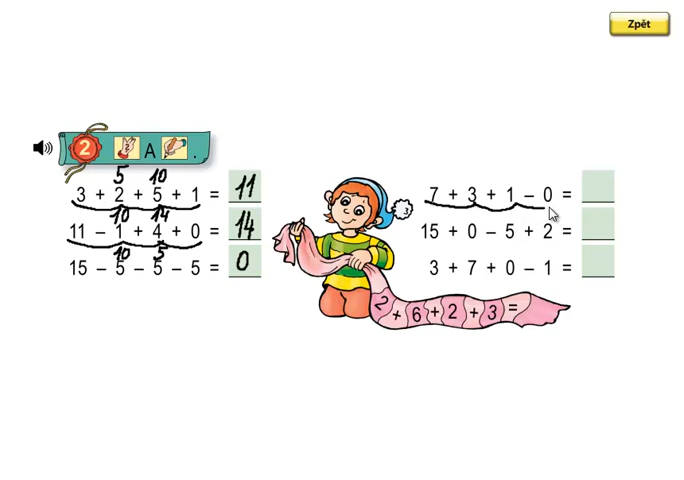 Zpět
2 A .
5 10
3 + 2 + 5 + 1 = 11
10 14
11 – 1 + 4 + 0 = 14
10 5
15 – 5 – 5 – 5 = 0
7 + 3 + 1 – 0 =
15 + 0 – 5 + 2 =
3 + 7 + 0 – 1 =
2 + 6 + 2 + 3 =